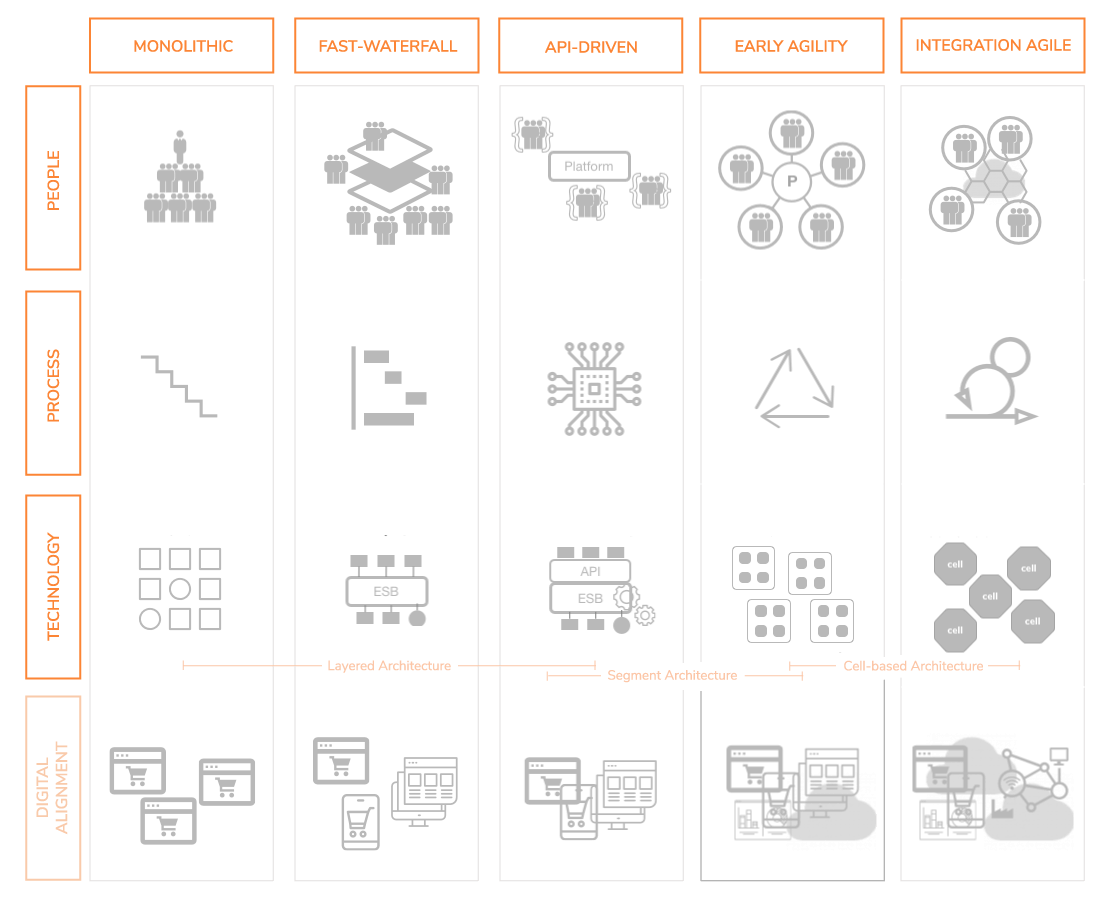 MONOLITHIC
FAST-WATERFALL
API-DRIVEN
EARLY AGILITY
INTEGRATION AGILE
PEOPLE
Platform
P
PROCESS
TECHNOLOGY
ESB
API
ESB
cell
cell
cell
cell
cell
Layered Architecture
Segment Architecture
Cell-based Architecture
DIGITAL
ALIGNMENT